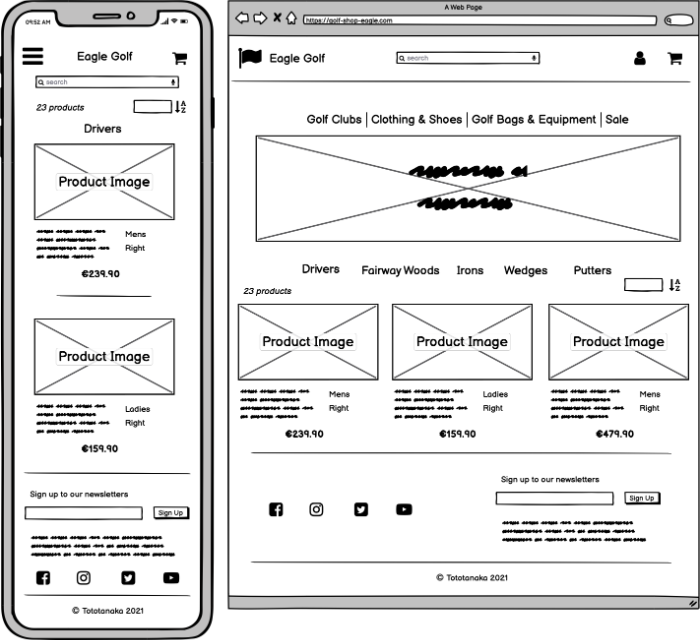 09:52 AM
Eagle Golf
search
23 products
A
Z
Drivers
Product Image
Mens
Right
€239.90
Product Image
Ladies
Right
€159.90
Sign up to our newsletters
Sign Up
© Tototanaka 2021
A Web Page
https://golf-shop-eagle.com
Eagle Golf
search
Golf Clubs | Clothing & Shoes | Golf Bags & Equipment | Sale
Drivers Fairway Woods Irons Wedges Putters
23 products
A
Z
Product Image Product Image Product Image
Mens Ladies Mens
Right Right Right
€239.90 €159.90 €479.90
Sign up to our newsletters
Sign Up
© Tototanaka 2021